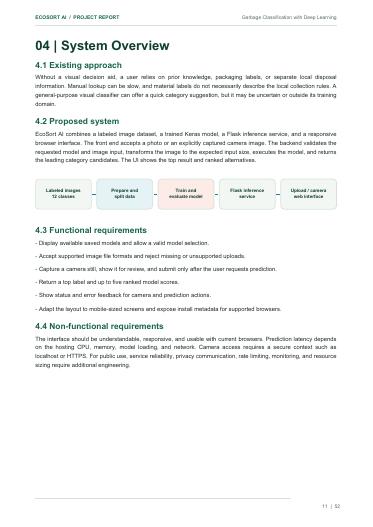 ECOSORT AI / PROJECT REPORT
Garbage Classification with Deep Learning
04 | System Overview
4.1 Existing approach
Without a visual decision aid, a user relies on prior knowledge, packaging labels, or separate local disposal
information. Manual lookup can be slow, and material labels do not necessarily describe the local collection rules. A
general-purpose visual classifier can offer a quick category suggestion, but it may be uncertain or outside its training
domain.
4.2 Proposed system
EcoSort AI combines a labeled image dataset, a trained Keras model, a Flask inference service, and a responsive
browser interface. The front end accepts a photo or an explicitly captured camera image. The backend validates the
requested model and image input, transforms the image to the expected input size, executes the model, and returns
the leading category candidates. The UI shows the top result and ranked alternatives.
Labeled images
12 classes
Prepare and
split data
Train and
evaluate model
Flask inference
service
Upload / camera
web interface
4.3 Functional requirements
- Display available saved models and allow a valid model selection.
- Accept supported image file formats and reject missing or unsupported uploads.
- Capture a camera still, show it for review, and submit only after the user requests prediction.
- Return a top label and up to five ranked model scores.
- Show status and error feedback for camera and prediction actions.
- Adapt the layout to mobile-sized screens and expose install metadata for supported browsers.
4.4 Non-functional requirements
The interface should be understandable, responsive, and usable with current browsers. Prediction latency depends
on the hosting CPU, memory, model loading, and network. Camera access requires a secure context such as
localhost or HTTPS. For public use, service reliability, privacy communication, rate limiting, monitoring, and resource
sizing require additional engineering.
11 | 52